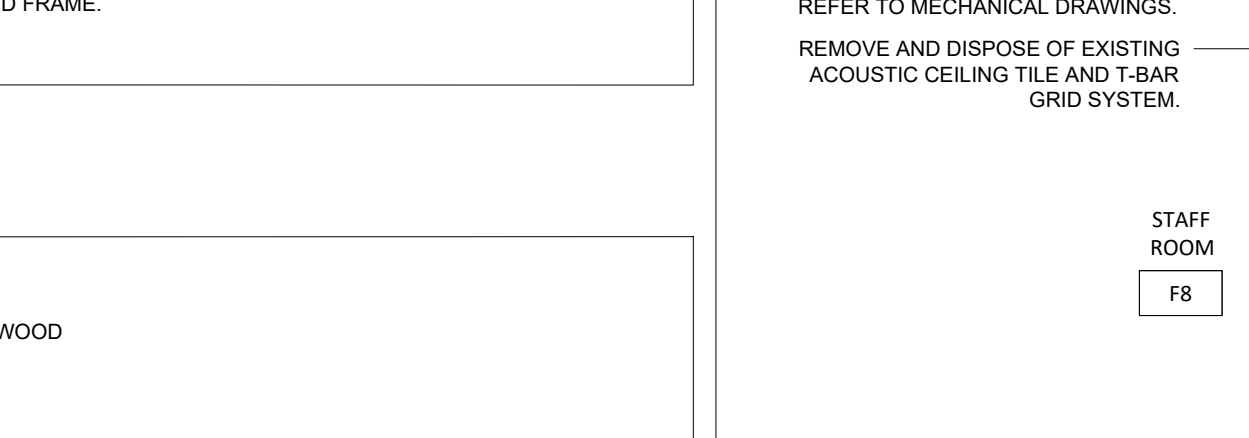 D FRAME.
WOOD
REFER TO MECHANICAL DRAWINGS.
REMOVE AND DISPOSE OF EXISTING
ACOUSTIC CEILING TILE AND T-BAR
GRID SYSTEM.
STAFF
ROOM
F8